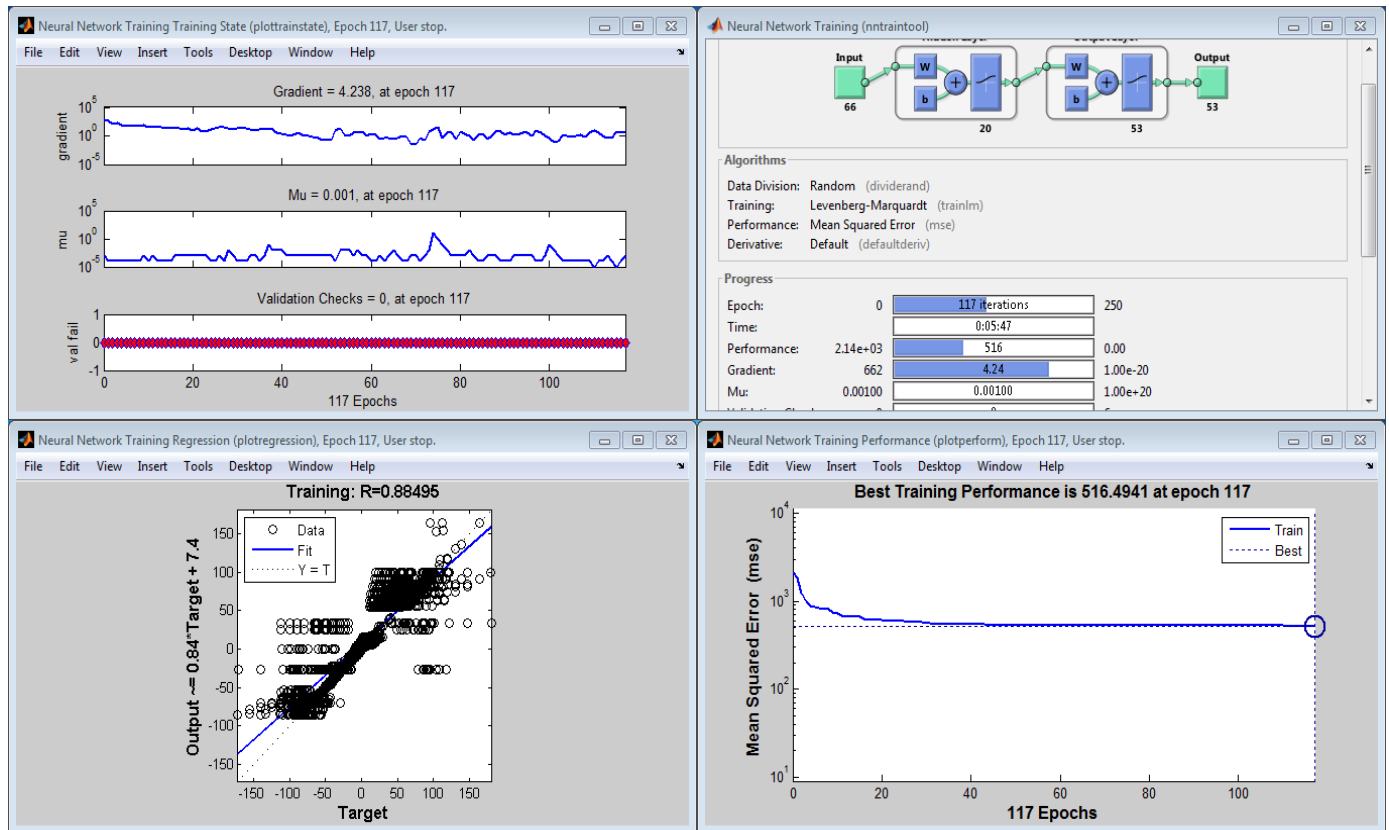 Neural Network Training Training State (plottrainstate), Epoch 117, User stop.
File Edit View Insert Tools Desktop Window Help
Gradient = 4.238, at epoch 117
10^5
10^0
10^-5
gradient
Mu = 0.001, at epoch 117
10^5
10^0
10^-5
mu
Validation Checks = 0, at epoch 117
1
0
-1
val fail
0 20 40 60 80 100
117 Epochs
Neural Network Training (nntraintool)
Input
Output
W
b
+
W
b
+
66
20
53
53
Algorithms
Data Division: Random (dividerand)
Training: Levenberg-Marquardt (trainlm)
Performance: Mean Squared Error (mse)
Derivative: Default (defaultderiv)
Progress
Epoch: 0 117 iterations 250
Time: 0:05:47
Performance: 2.14e+03 516 0.00
Gradient: 662 4.24 1.00e-20
Mu: 0.00100 0.00100 1.00e+20
Neural Network Training Regression (plotregression), Epoch 117, User stop.
File Edit View Insert Tools Desktop Window Help
Training: R=0.88495
Output ~= 0.84*Target + 7.4
150
100
50
0
-50
-100
-150
Data
Fit
Y = T
-150 -100 -50 0 50 100 150
Target
Neural Network Training Performance (plotperform), Epoch 117, User stop.
File Edit View Insert Tools Desktop Window Help
Best Training Performance is 516.4941 at epoch 117
Mean Squared Error (mse)
10^4
10^3
10^2
10^1
Train
Best
0 20 40 60 80 100
117 Epochs